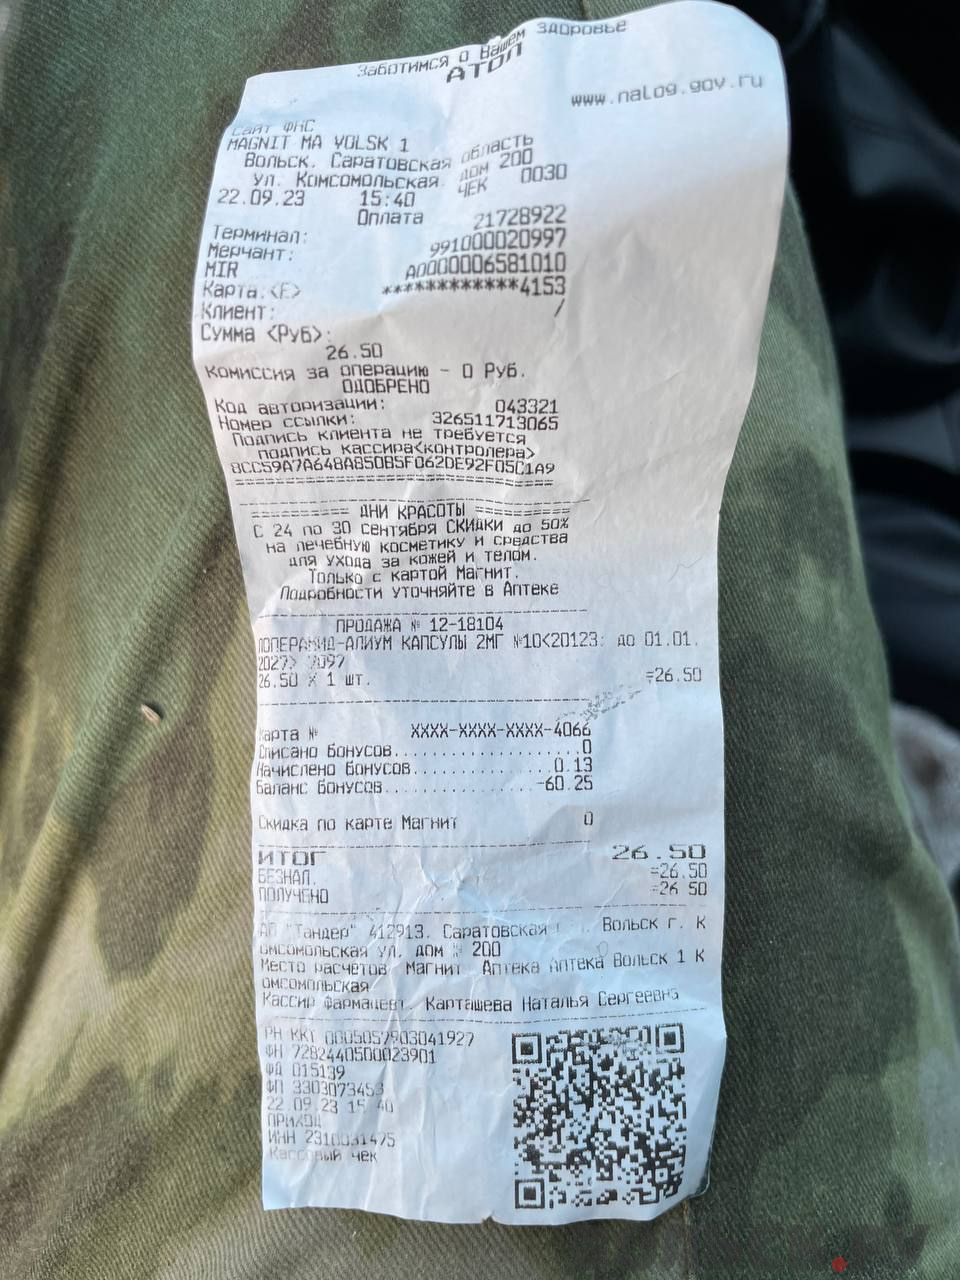 Заботимся о Вашем ЗДОРОВЬЕ
АТОЛ
www.nalog.gov.ru
Сайт ФНС
MAGNIT MA VOLSK 1
Вольск. Саратовская область
ул. Комсомольская. дом 200
22.09.23 15:40 ЧЕК 0030
Оплата
Терминал: 21728922
Мерчант: 991000020997
MIR A0000006581010
Карта.<E> ************4153
Клиент: /
Сумма <Руб>:
26.50
Комиссия за операцию - 0 Руб.
ОДОБРЕНО
Код авторизации: 043321
Номер ссылки: 326511713065
Подпись клиента не требуется
подпись кассира<контролера>
8CC59A7A648A850B5F062DE92F05C1A9
========== ДНИ КРАСОТЫ ===========
С 24 по 30 сентября СКИДКИ до 50%
на лечебную косметику и средства
для ухода за кожей и телом.
Только с картой Магнит.
Подробности уточняйте в Аптеке
ПРОДАЖА № 12-18104
ЛОПЕРАМИД-АЛИУМ КАПСУЛЫ 2МГ №10<20123: до 01.01.
2027> 7097
26.50 X 1 шт. =26.50
Карта № XXXX-XXXX-XXXX-4066
Списано бонусов....................0
Начислено бонусов...............0.13
Баланс бонусов................-60.25
Скидка по карте Магнит 0
ИТОГ 26.50
БЕЗНАЛ. =26.50
ПОЛУЧЕНО =26.50
АО "Тандер" 412913. Саратовская Вольск г. К
омсомольская ул. дом № 200
Место расчетов Магнит Аптека Аптека Вольск 1 К
омсомольская
Кассир Фармацевт Карташева Наталья Сергеевна
РН ККТ 0005057903041927
ФН 7282440500023901
ФД 015139
ФП 3303073453
22.09.23 15:40
ПРИХОД
ИНН 2310031475
Кассовый чек